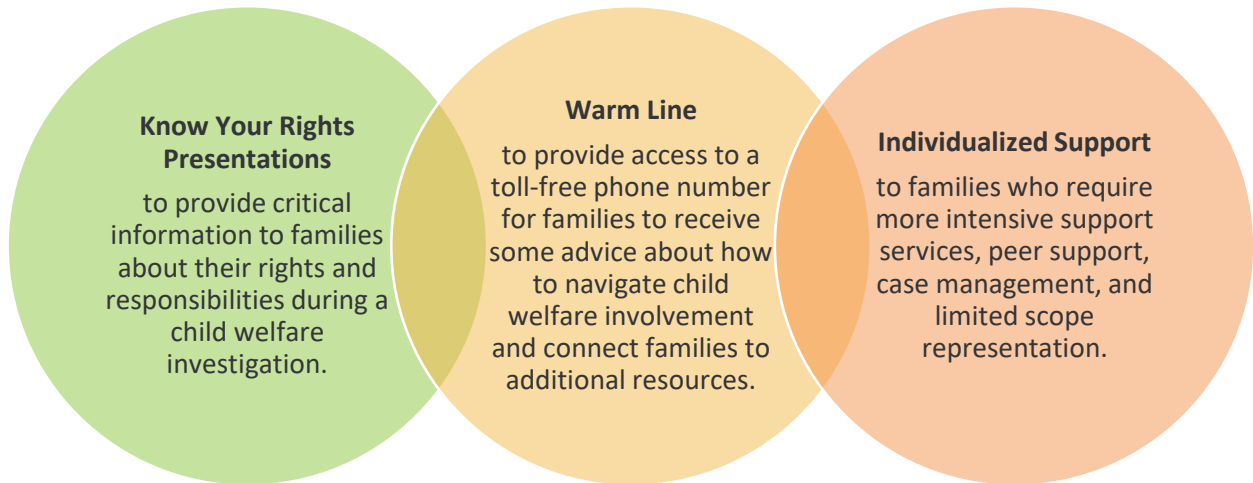 Know Your Rights
Presentations
to provide critical
information to families
about their rights and
responsibilities during a
child welfare
investigation.
Warm Line
to provide access to a
toll-free phone number
for families to receive
some advice about how
to navigate child
welfare involvement
and connect families to
additional resources.
Individualized Support
to families who require
more intensive support
services, peer support,
case management, and
limited scope
representation.